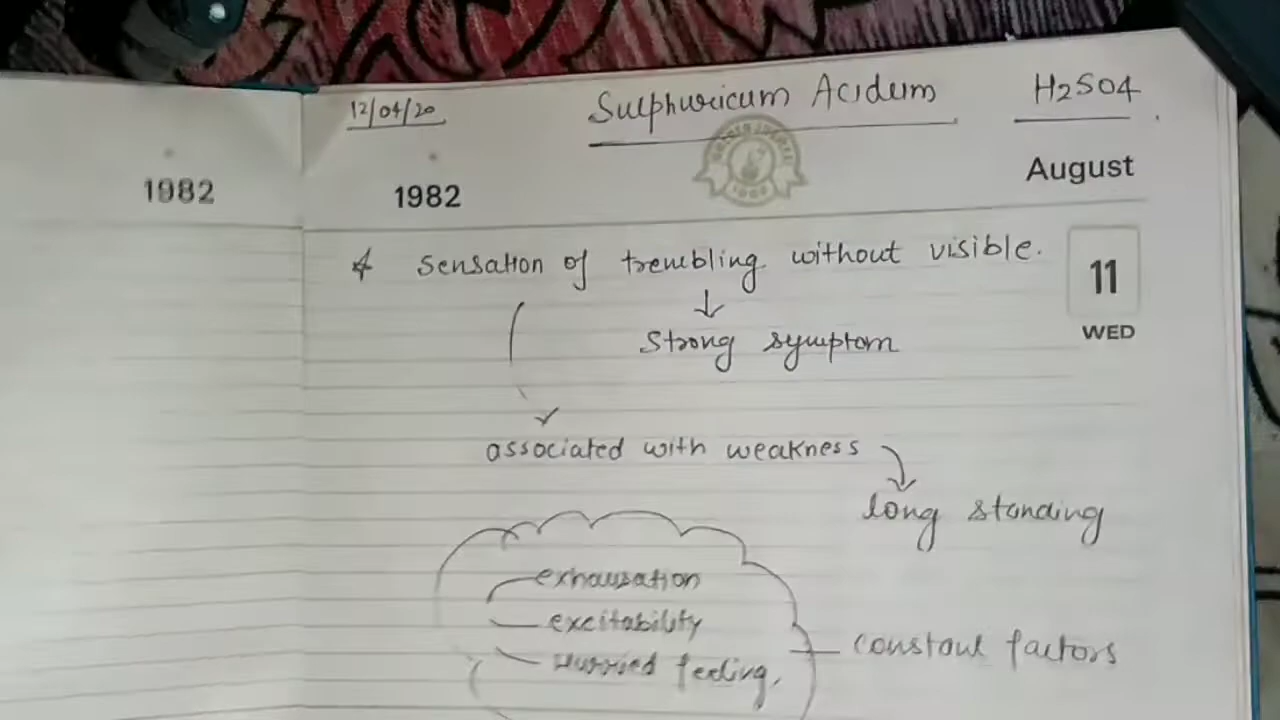 12/04/20 Sulphuricum Acidum H2SO4
1982 1982 August
sensation of trembling without visible.
11
WED
↓
strong symptom
associated with weakness
long standing
exhausation
excitability
Hurried feeling,
constant factors